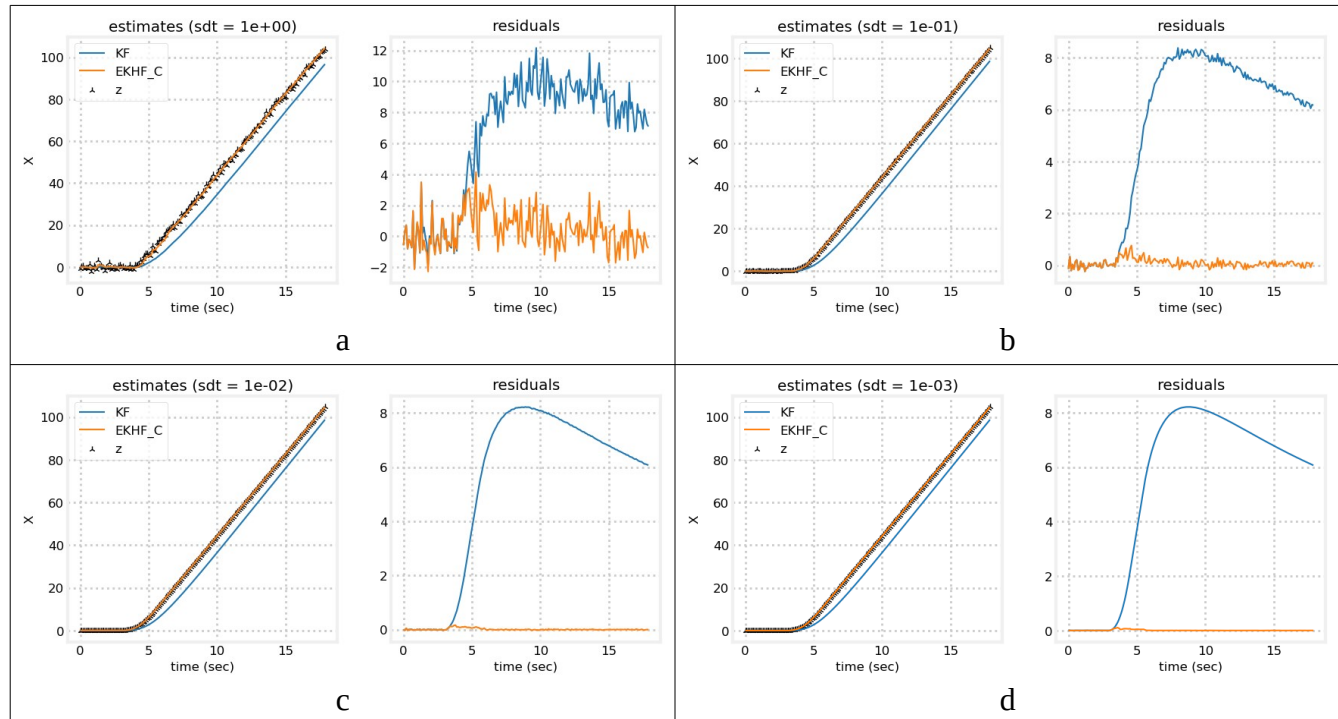 estimates (sdt = 1e+00)
residuals
KF
EKHF_C
z
X
100
80
60
40
20
0
0 5 10 15
time (sec)
12
10
8
6
4
2
0
−2
0 5 10 15
time (sec)
a
estimates (sdt = 1e-01)
residuals
KF
EKHF_C
z
X
100
80
60
40
20
0
0 5 10 15
time (sec)
8
6
4
2
0
0 5 10 15
time (sec)
b
estimates (sdt = 1e-02)
residuals
KF
EKHF_C
z
X
100
80
60
40
20
0
0 5 10 15
time (sec)
8
6
4
2
0
0 5 10 15
time (sec)
c
estimates (sdt = 1e-03)
residuals
KF
EKHF_C
z
X
100
80
60
40
20
0
0 5 10 15
time (sec)
8
6
4
2
0
0 5 10 15
time (sec)
d